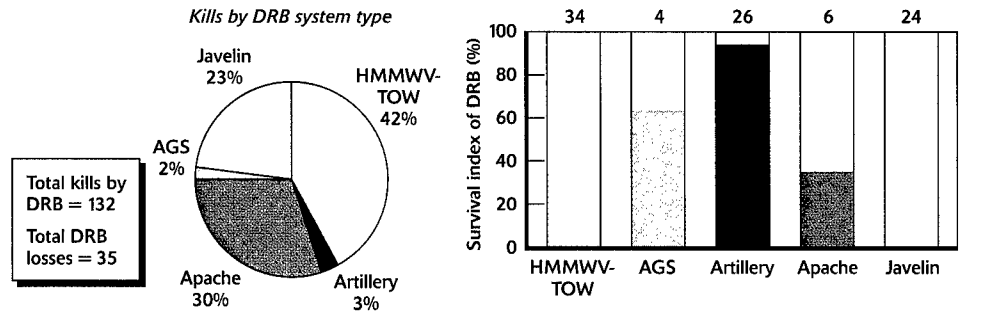 Kills by DRB system type
Javelin
23%
HMMWV-
TOW
42%
AGS
2%
Total kills by
DRB = 132
Total DRB
losses = 35
Apache
30%
Artillery
3%
34 4 26 6 24
Survival index of DRB (%)
100
80
60
40
20
0
HMMWV-
TOW
AGS
Artillery
Apache
Javelin